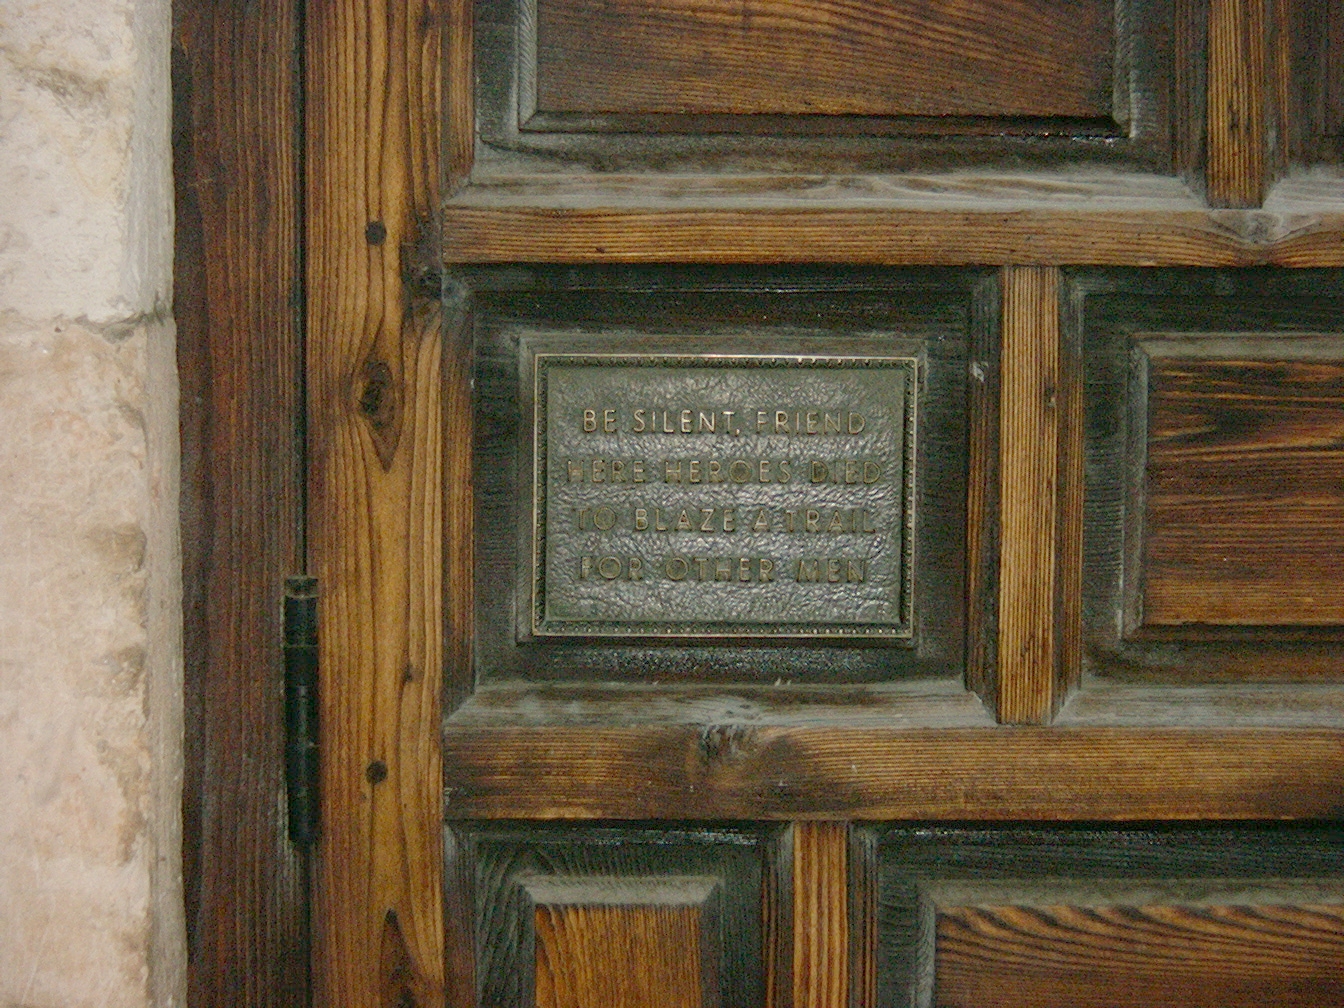 BE SILENT, FRIEND
HERE HEROES DIED
TO BLAZE A TRAIL
FOR OTHER MEN